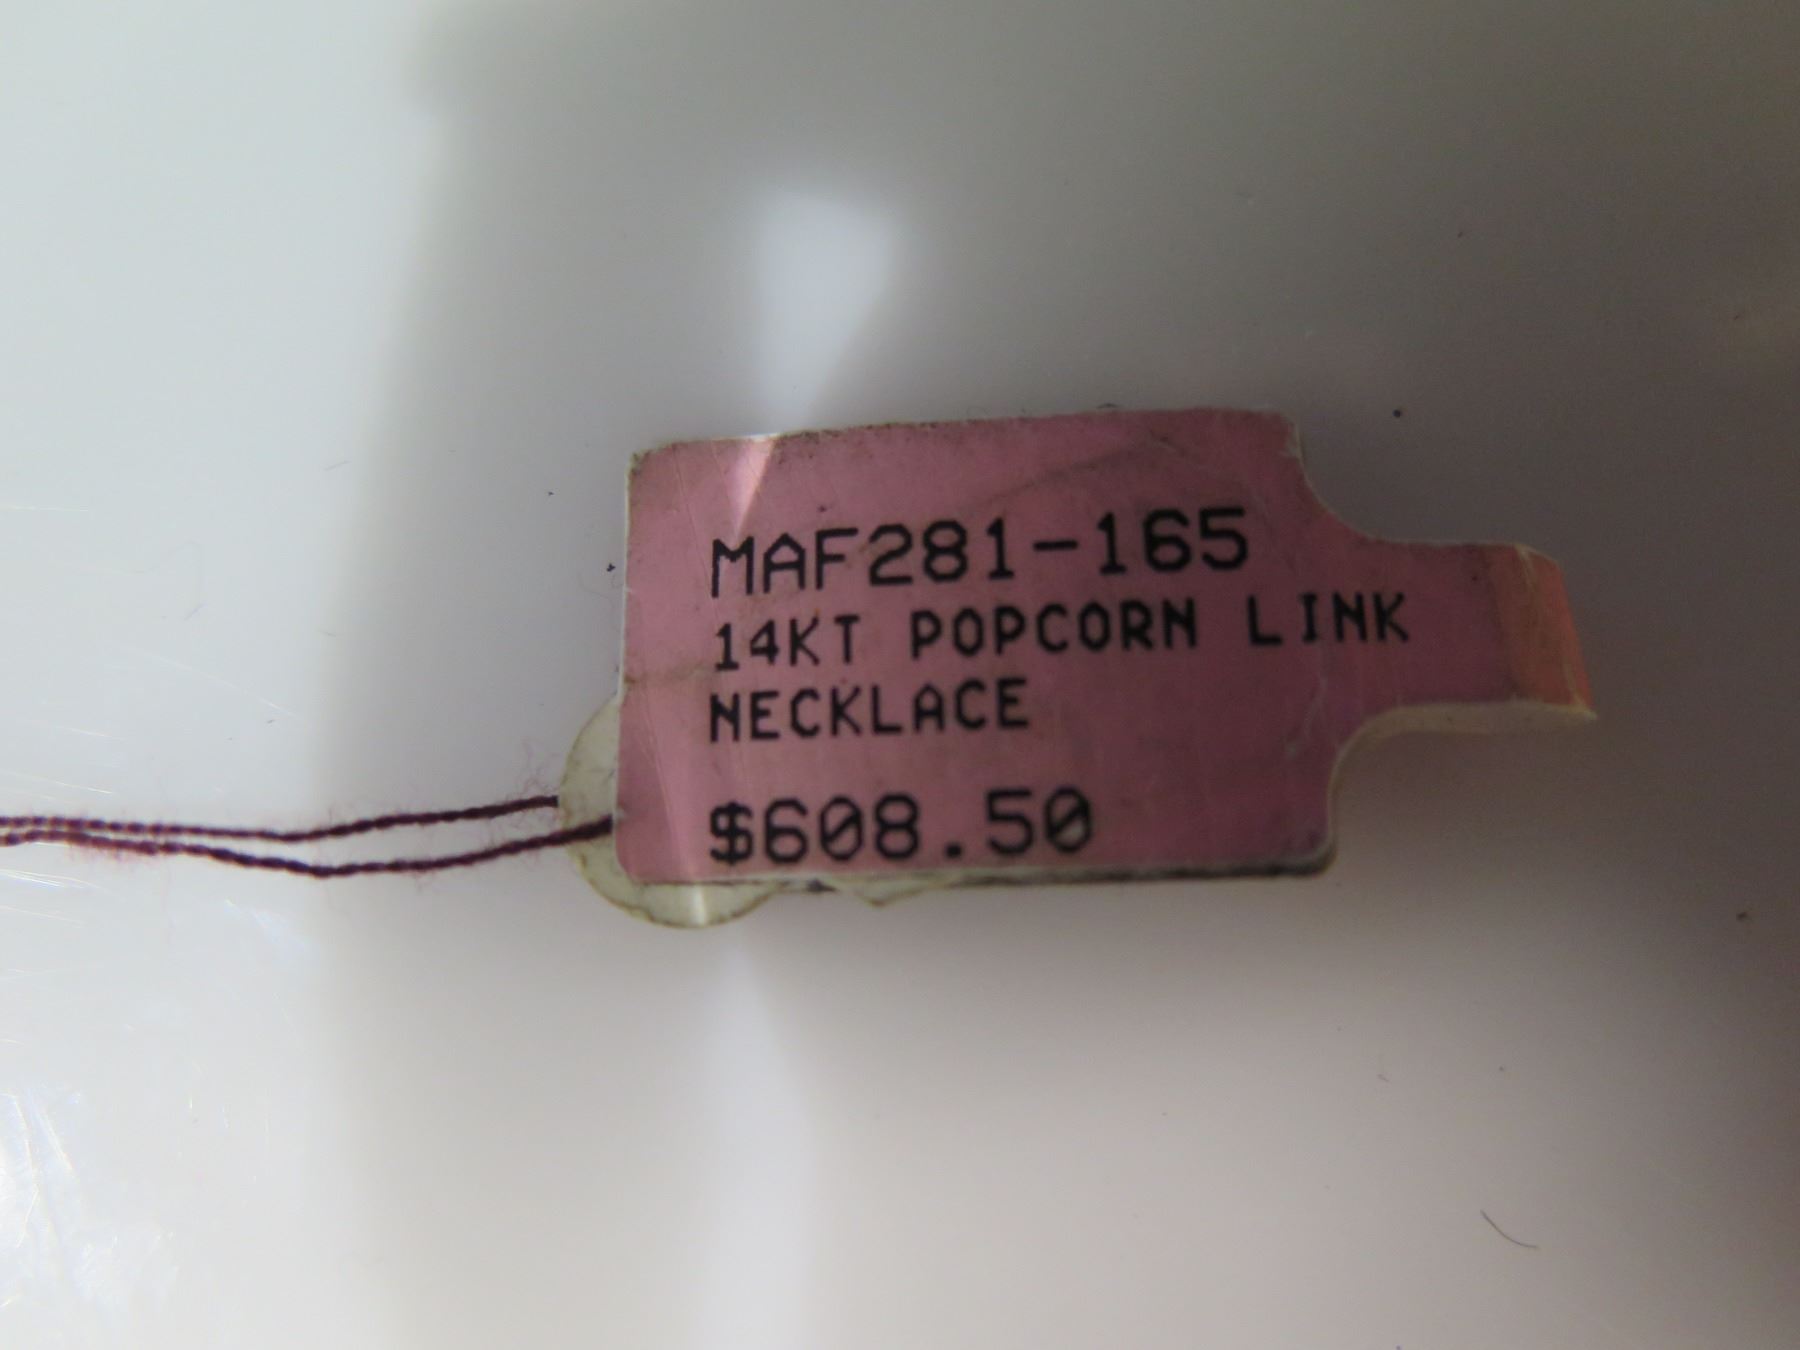 MAF281-165
14KT POPCORN LINK
NECKLACE
$608.50